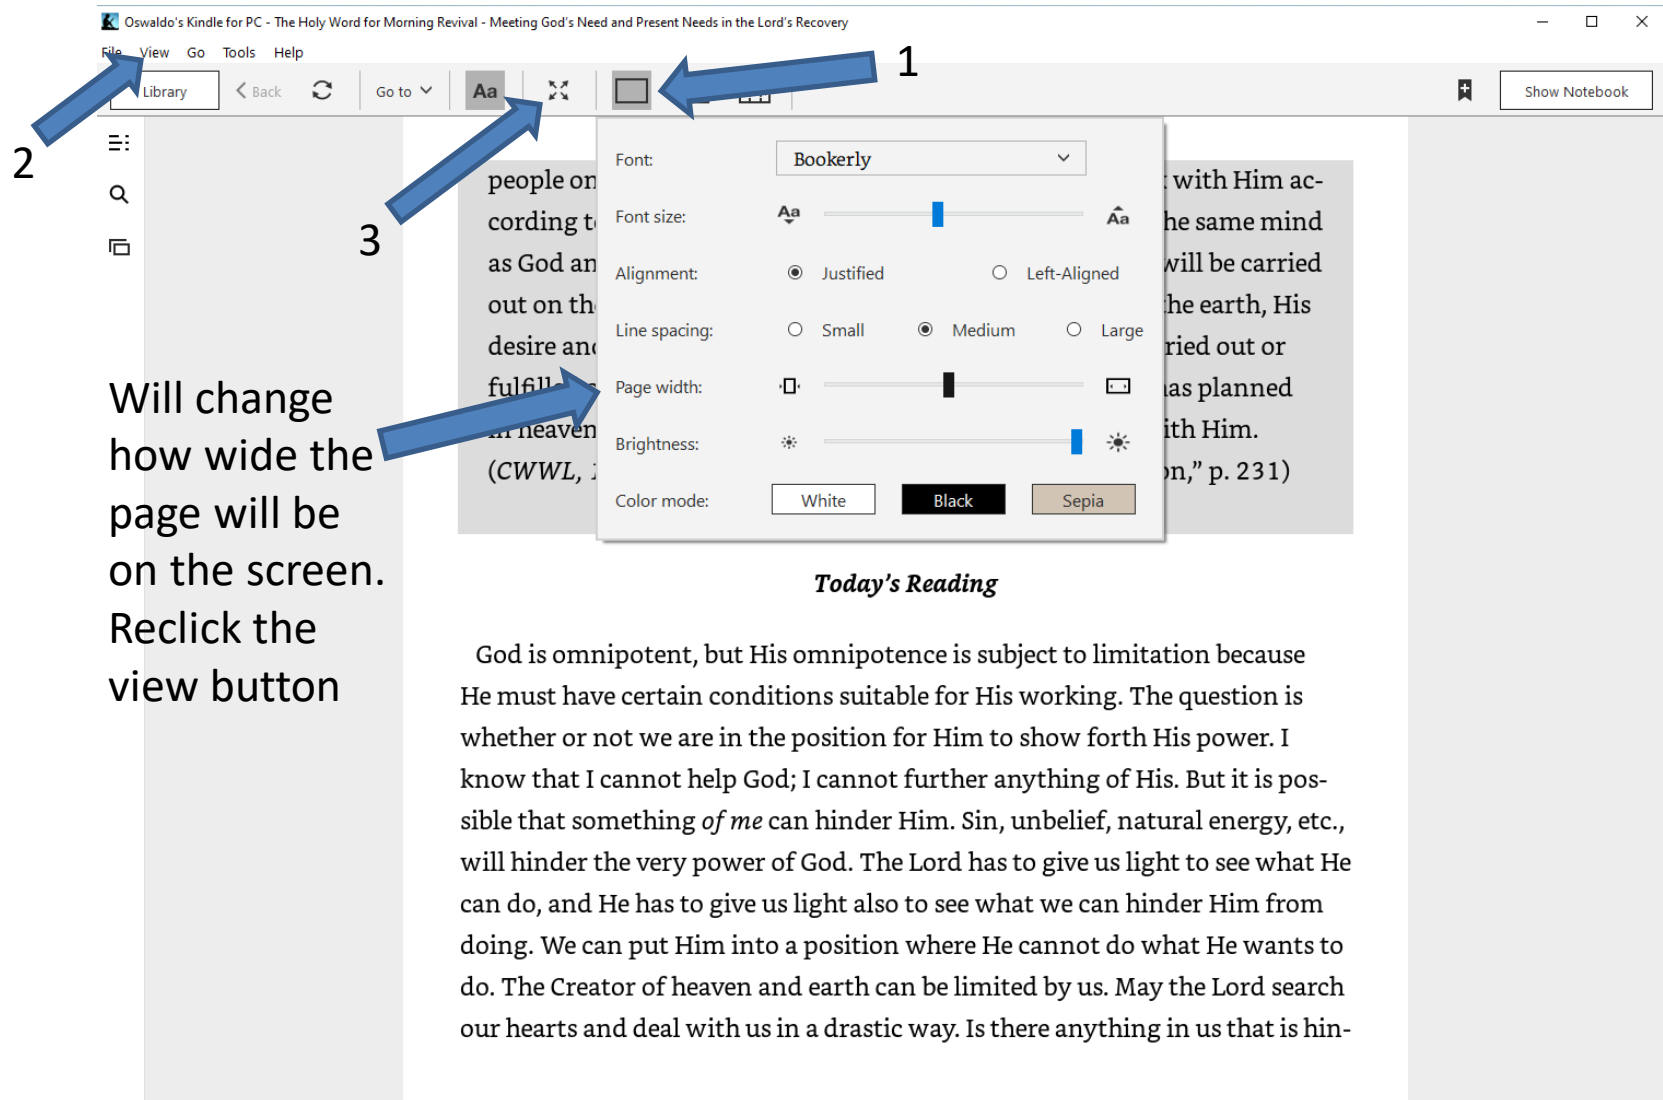 Oswaldo's Kindle for PC - The Holy Word for Morning Revival - Meeting God's Need and Present Needs in the Lord's Recovery
File View Go Tools Help
1
Library Back Go to Aa Show Notebook
2
3
Font: Bookerly
Font size: Aa Aa
Alignment: Justified Left-Aligned
Line spacing: Small Medium Large
Page width:
Brightness:
Color mode: White Black Sepia
people on with Him ac-
cording to he same mind
as God an will be carried
out on th the earth, His
desire and ried out or
has planned
in heaven ith Him.
(CWWL, on,” p. 231)
Will change
how wide the
page will be
on the screen.
Reclick the
view button
Today’s Reading
God is omnipotent, but His omnipotence is subject to limitation because
He must have certain conditions suitable for His working. The question is
whether or not we are in the position for Him to show forth His power. I
know that I cannot help God; I cannot further anything of His. But it is pos-
sible that something of me can hinder Him. Sin, unbelief, natural energy, etc.,
will hinder the very power of God. The Lord has to give us light to see what He
can do, and He has to give us light also to see what we can hinder Him from
doing. We can put Him into a position where He cannot do what He wants to
do. The Creator of heaven and earth can be limited by us. May the Lord search
our hearts and deal with us in a drastic way. Is there anything in us that is hin-